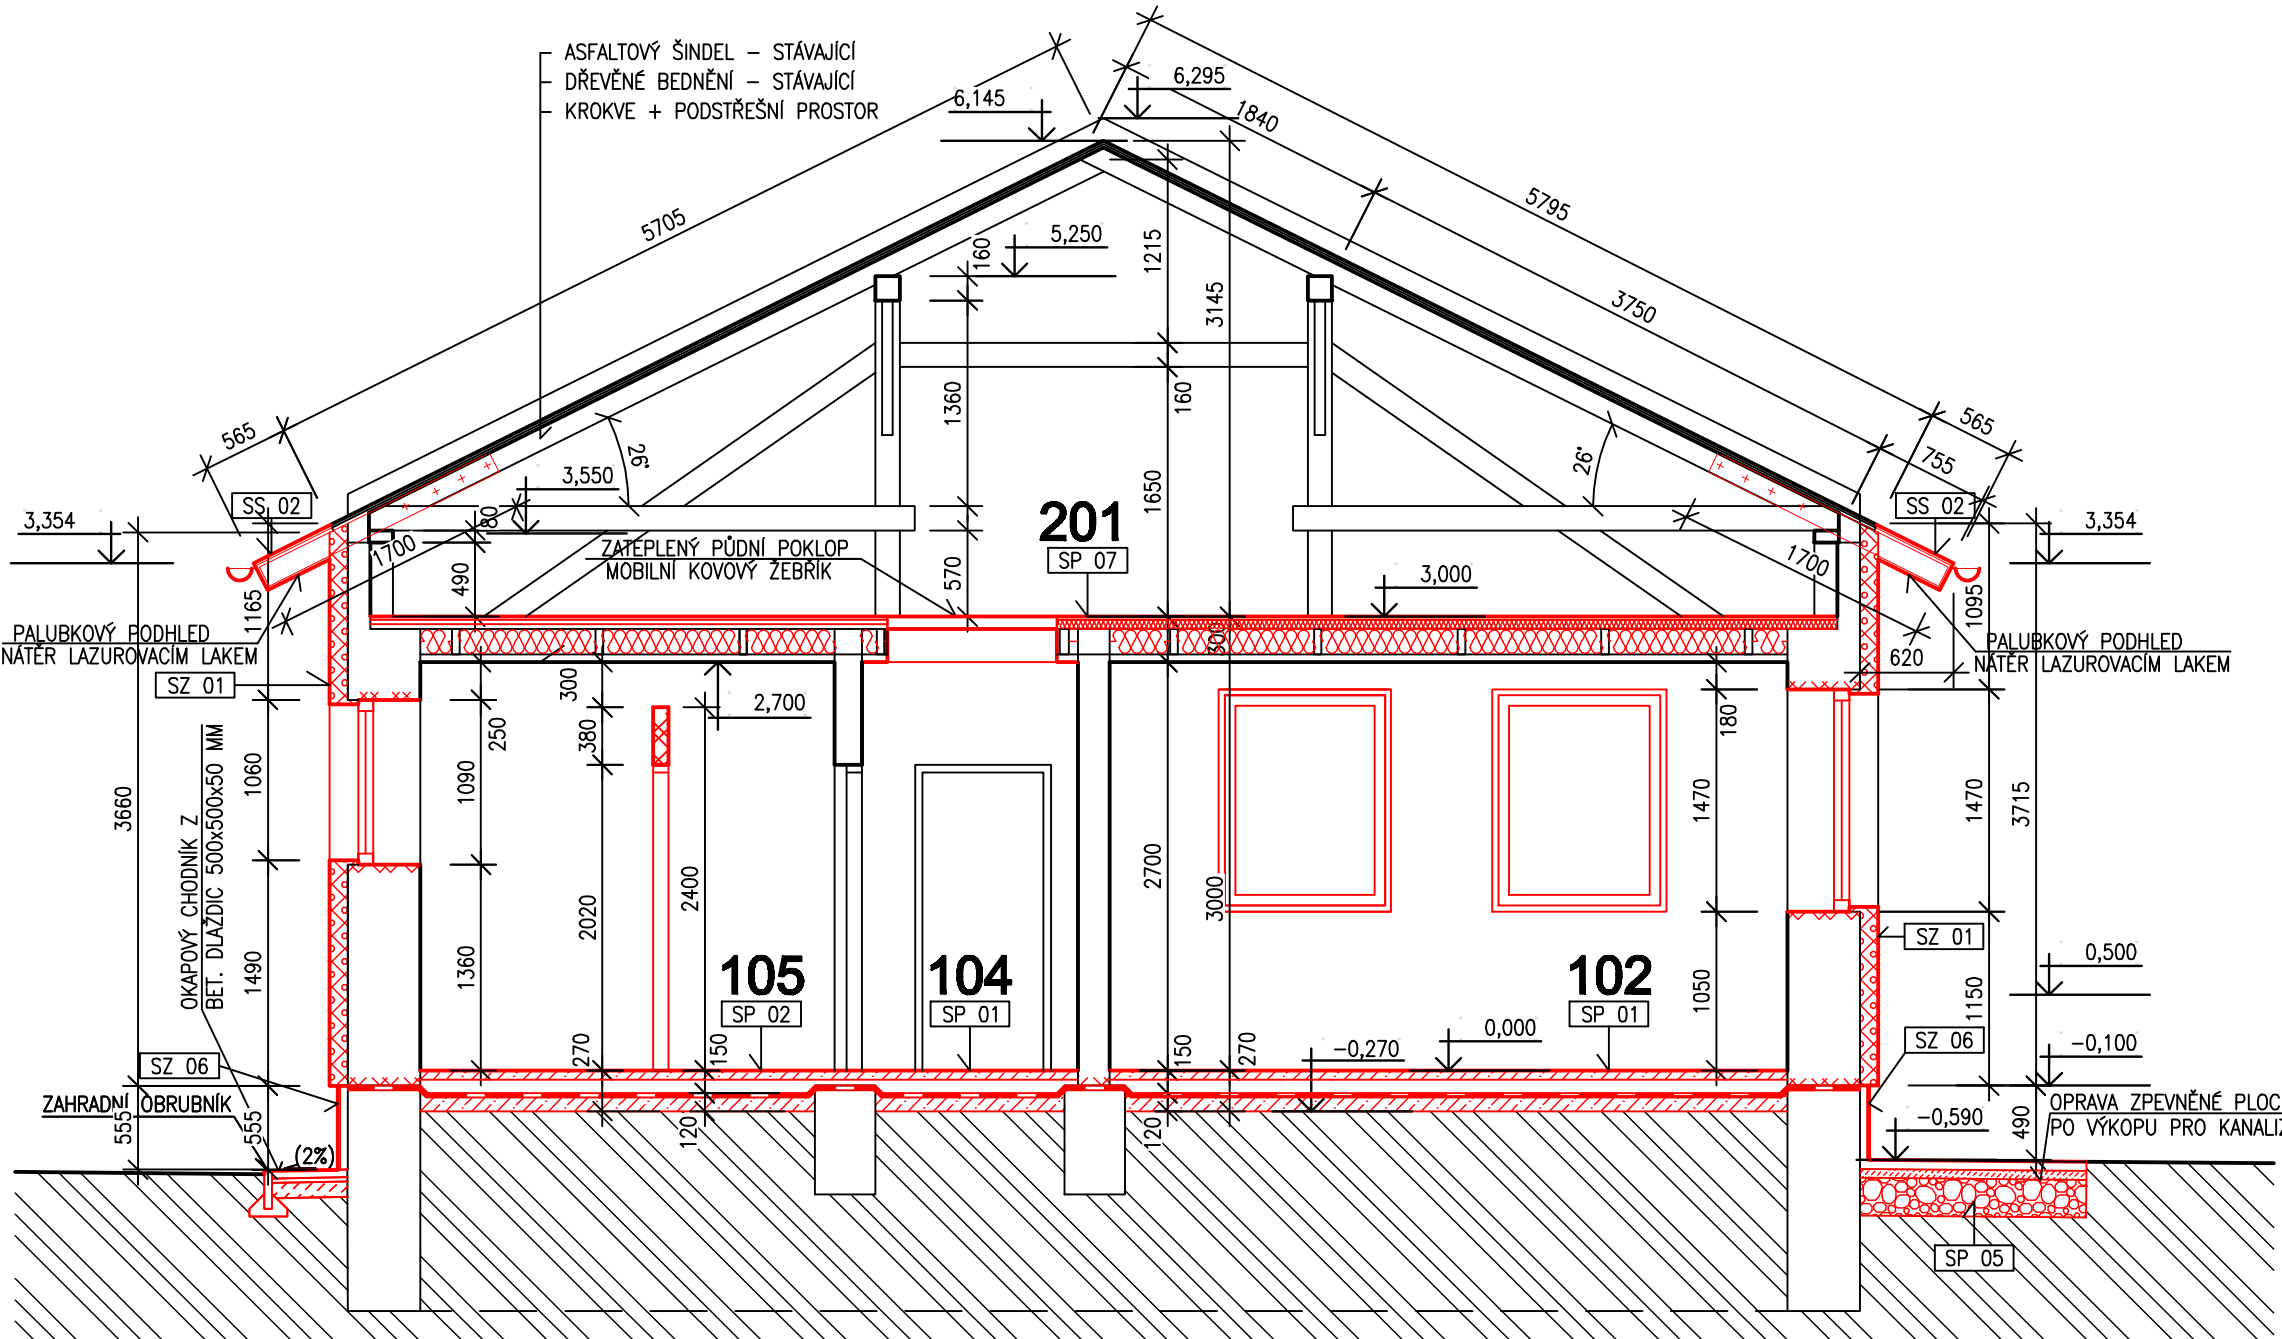 ASFALTOVÝ ŠINDEL – STÁVAJÍCÍ
DŘEVĚNÉ BEDNĚNÍ – STÁVAJÍCÍ
KROKVE + PODSTŘEŠNÍ PROSTOR
6,145
6,295
1840
5705
5795
160
5,250
1215
3145
3750
1360
160
565
26°
26°
565
755
SS 02
3,550
80
1650
201
SS 02
3,354
3,354
1700
ZATEPLENÝ PŮDNÍ POKLOP
MOBILNÍ KOVOVÝ ŽEBŘÍK
SP 07
1700
490
570
3,000
1165
1095
PALUBKOVÝ PODHLED
NÁTĚR LAZUROVACÍM LAKEM
300
PALUBKOVÝ PODHLED
NÁTĚR LAZUROVACÍM LAKEM
620
SZ 01
300
2,700
250
380
180
3660
1060
1090
1470
1470
3715
OKAPOVÝ CHODNÍK Z
BET. DLAŽDIC 500x500x50 MM
2400
2700
3000
2020
SZ 01
1490
1360
105
104
102
1050
0,500
1150
SP 02
SP 01
SP 01
0,000
SZ 06
270
150
150
270
–0,270
SZ 06
–0,100
ZAHRADNÍ OBRUBNÍK
555
555
120
120
–0,590
490
OPRAVA ZPEVNĚNÉ PLOC
PO VÝKOPU PRO KANALIZ
(2%)
SP 05